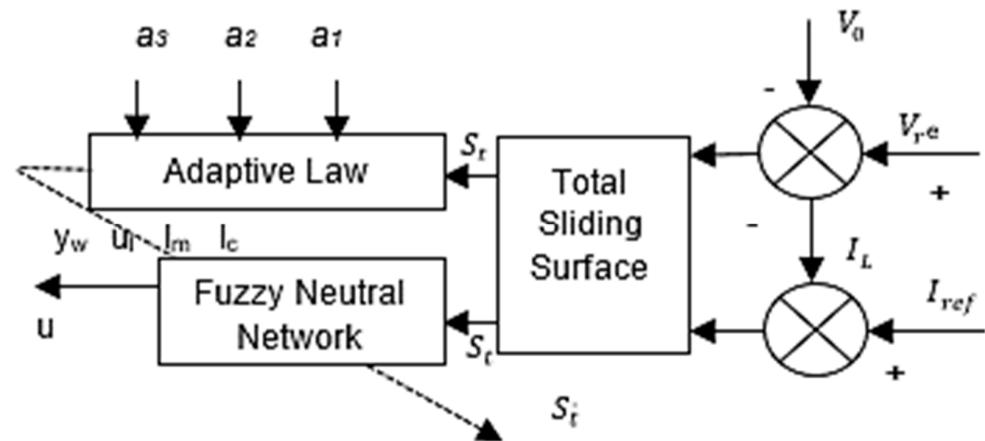 a3 a2 a1 V0
-
Adaptive Law St Total Sliding Surface Vre
+
-
yw ul lm lc IL
Fuzzy Neutral Network Iref
u St
+
St